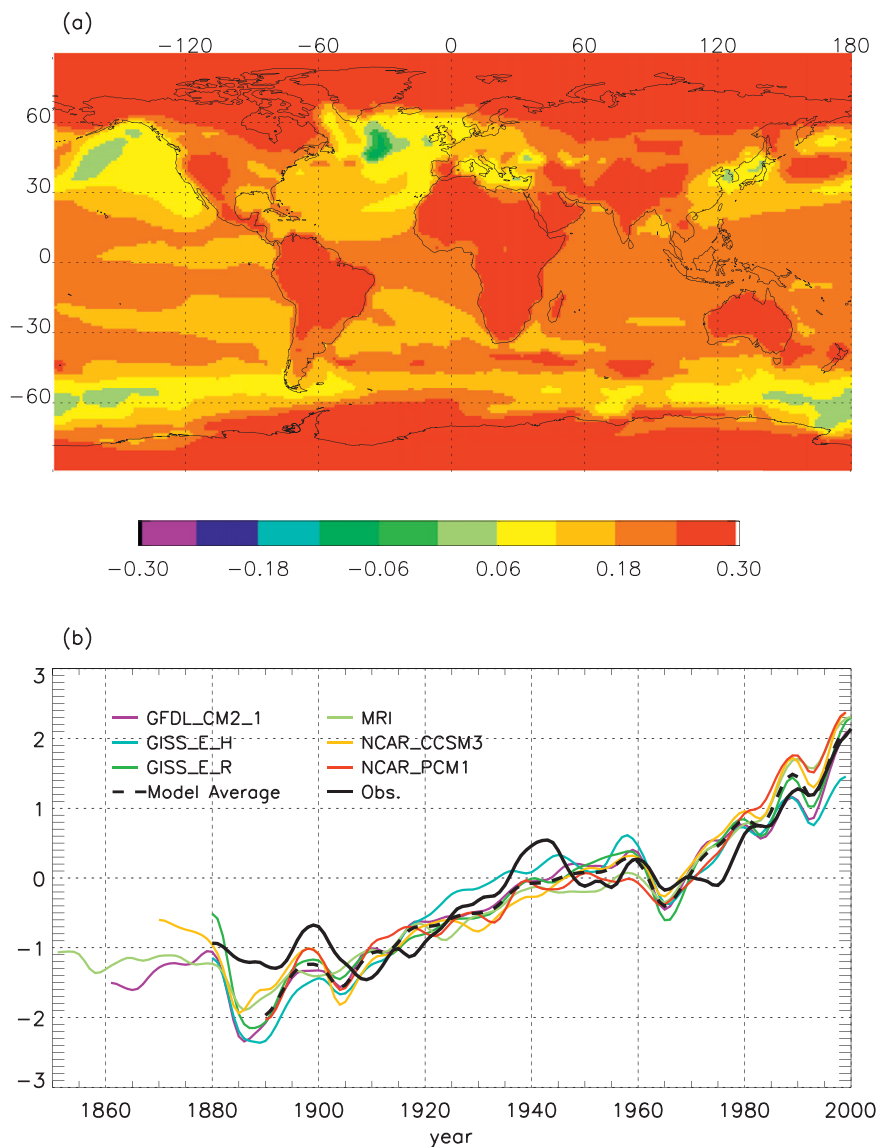 (a)
−120 −60 0 60 120 180
60
30
0
−30
−60
−0.30 −0.18 −0.06 0.06 0.18 0.30
(b)
3
2
1
0
−1
−2
−3
GFDL_CM2_1 MRI
GISS_E_H NCAR_CCSM3
GISS_E_R NCAR_PCM1
Model Average Obs.
1860 1880 1900 1920 1940 1960 1980 2000
year